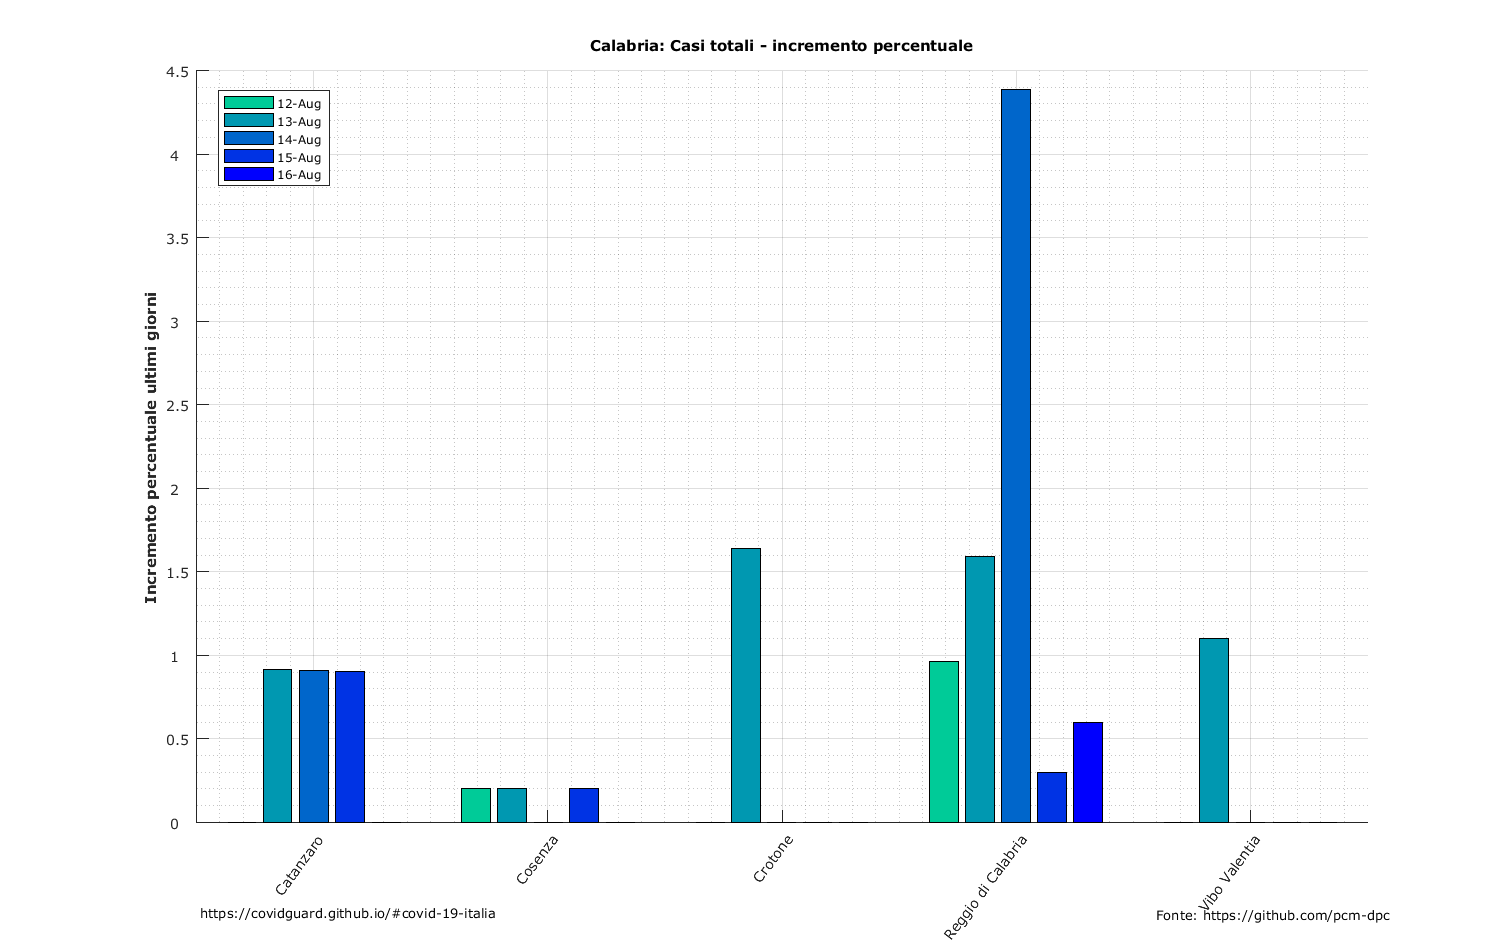 Calabria: Casi totali - incremento percentuale
Incremento percentuale ultimi giorni
4.5
4
3.5
3
2.5
2
1.5
1
0.5
0
12-Aug
13-Aug
14-Aug
15-Aug
16-Aug
Catanzaro
Cosenza
Crotone
Reggio di Calabria
Vibo Valentia
https://covidguard.github.io/#covid-19-italia
Fonte: https://github.com/pcm-dpc